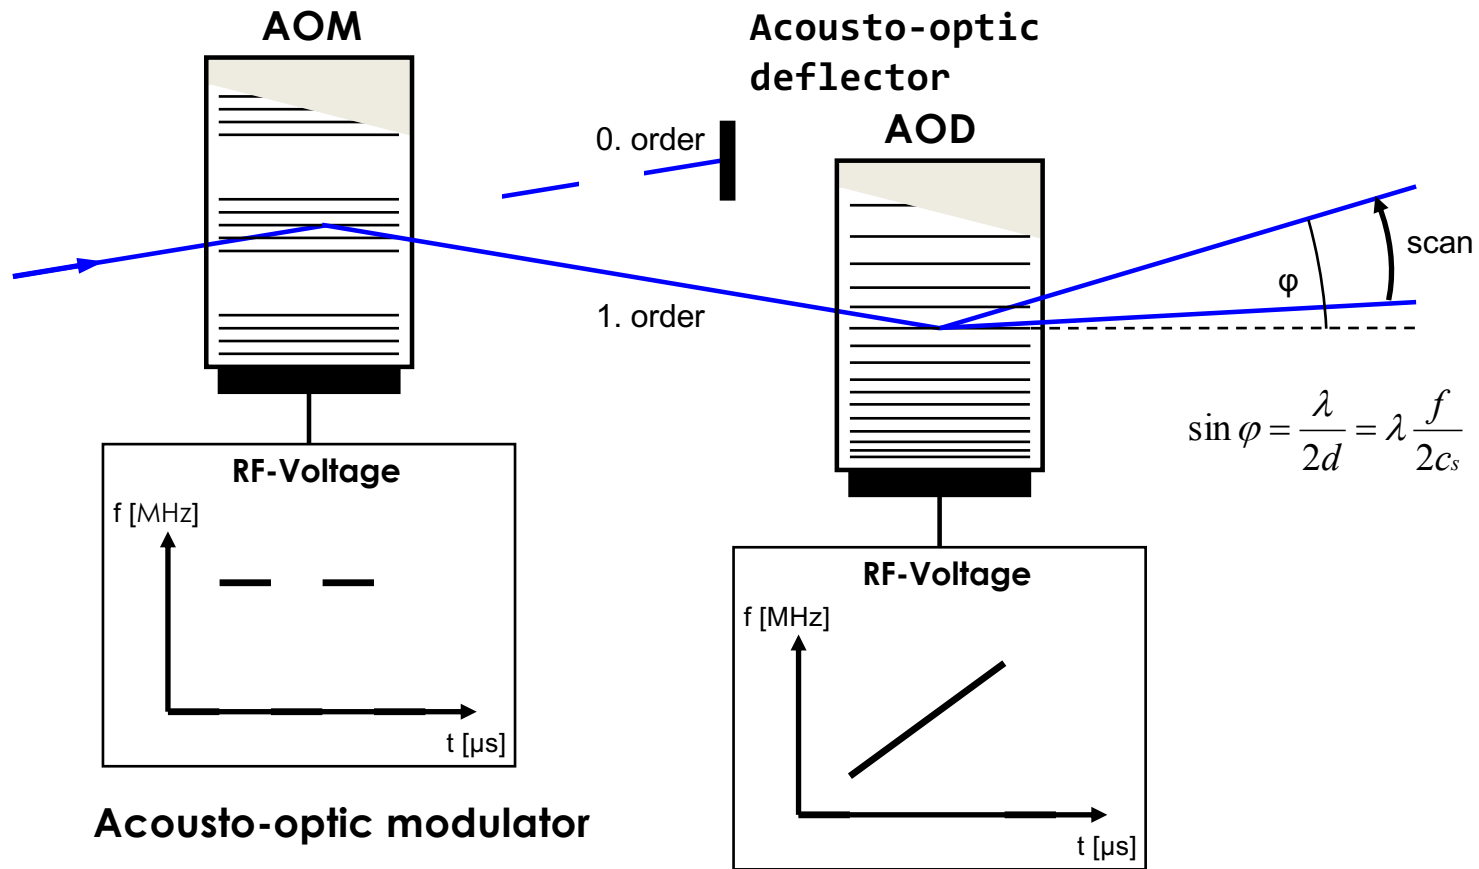 AOM
Acousto-optic
deflector
AOD
0. order
1. order
scan
φ
sin φ = λ/2d = λ f/2cₛ
RF-Voltage
f [MHz]
t [µs]
RF-Voltage
f [MHz]
t [µs]
Acousto-optic modulator